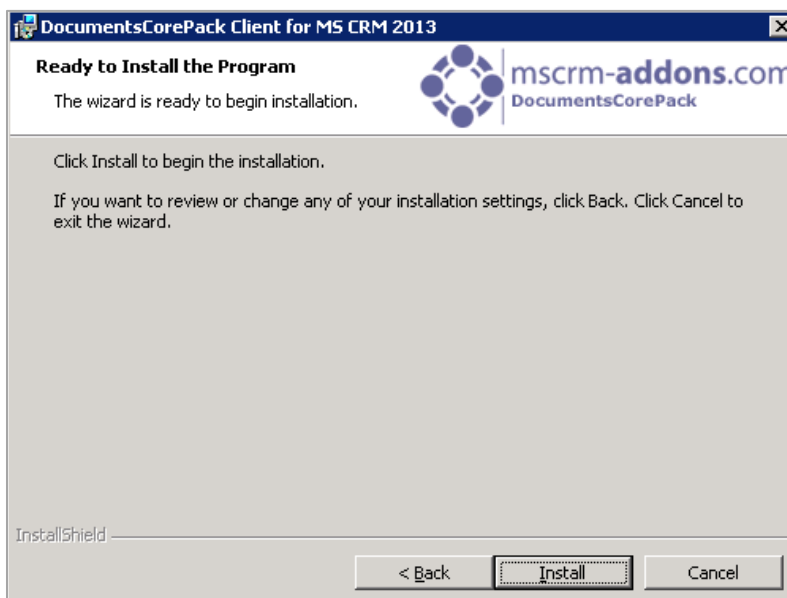 DocumentsCorePack Client for MS CRM 2013
Ready to Install the Program
The wizard is ready to begin installation.
mscrm-addons.com
DocumentsCorePack
Click Install to begin the installation.
If you want to review or change any of your installation settings, click Back. Click Cancel to
exit the wizard.
InstallShield
< Back
Install
Cancel